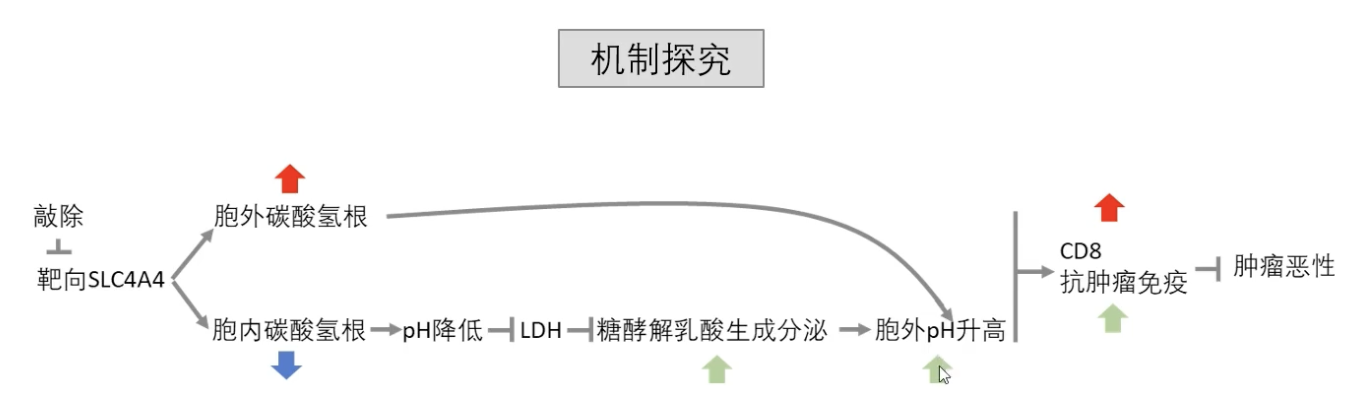 机制探究
敲除
靶向SLC4A4
胞外碳酸氢根
胞内碳酸氢根
pH降低
LDH
糖酵解乳酸生成分泌
胞外pH升高
CD8
抗肿瘤免疫
肿瘤恶性